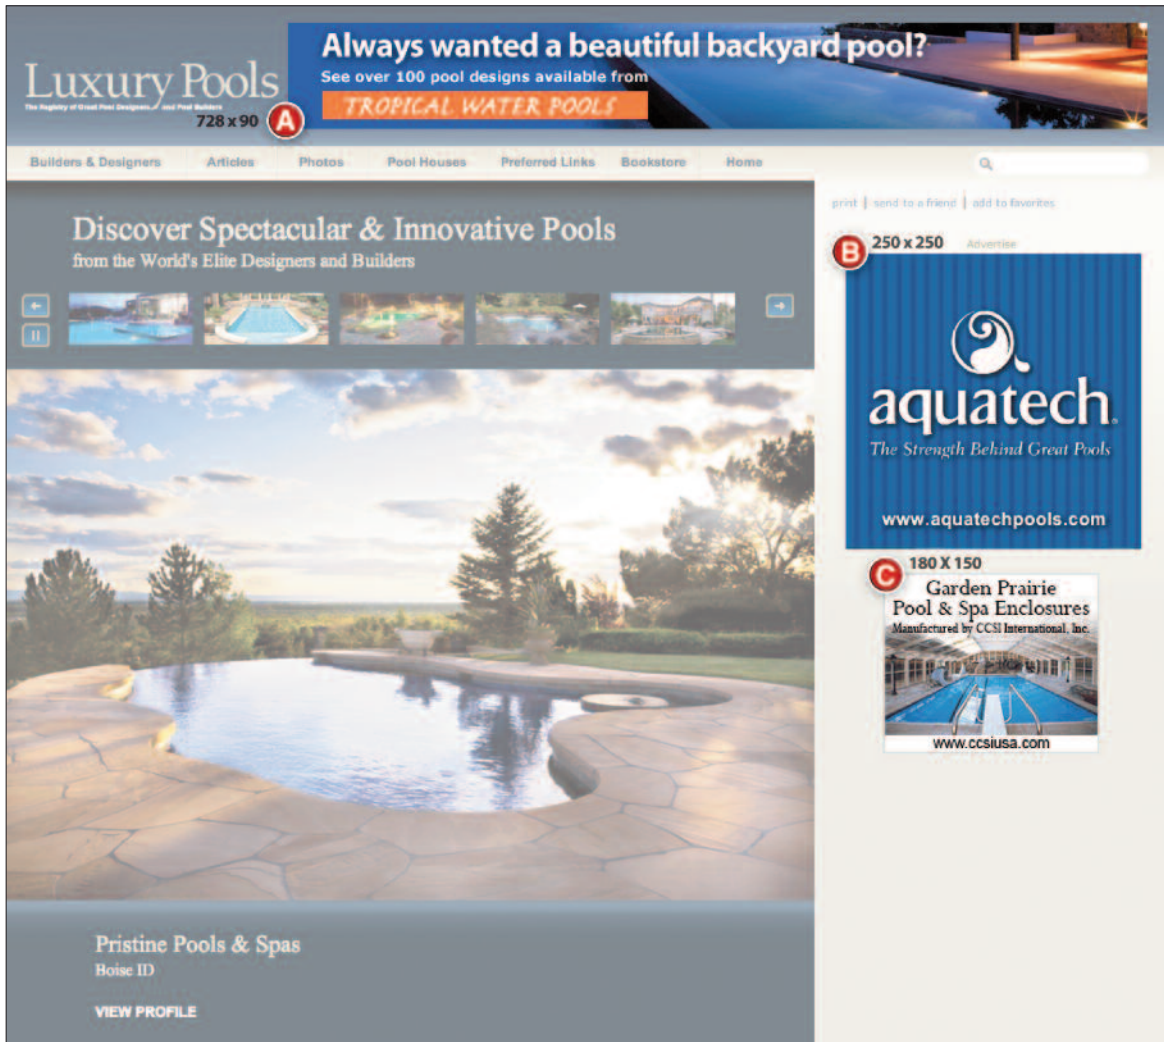 Always wanted a beautiful backyard pool?
See over 100 pool designs available from
TROPICAL WATER POOLS
Luxury Pools
The Registry of Great Pool Designers and Pool Builders
728 x 90
A
Builders & Designers Articles Photos Pool Houses Preferred Links Bookstore Home
print | send to a friend | add to favorites
Discover Spectacular & Innovative Pools
from the World's Elite Designers and Builders
B
250 x 250 Advertise
aquatech
The Strength Behind Great Pools
www.aquatechpools.com
C
180 X 150
Garden Prairie
Pool & Spa Enclosures
Manufactured by CCSI International, Inc.
www.ccsiusa.com
Pristine Pools & Spas
Boise ID
VIEW PROFILE